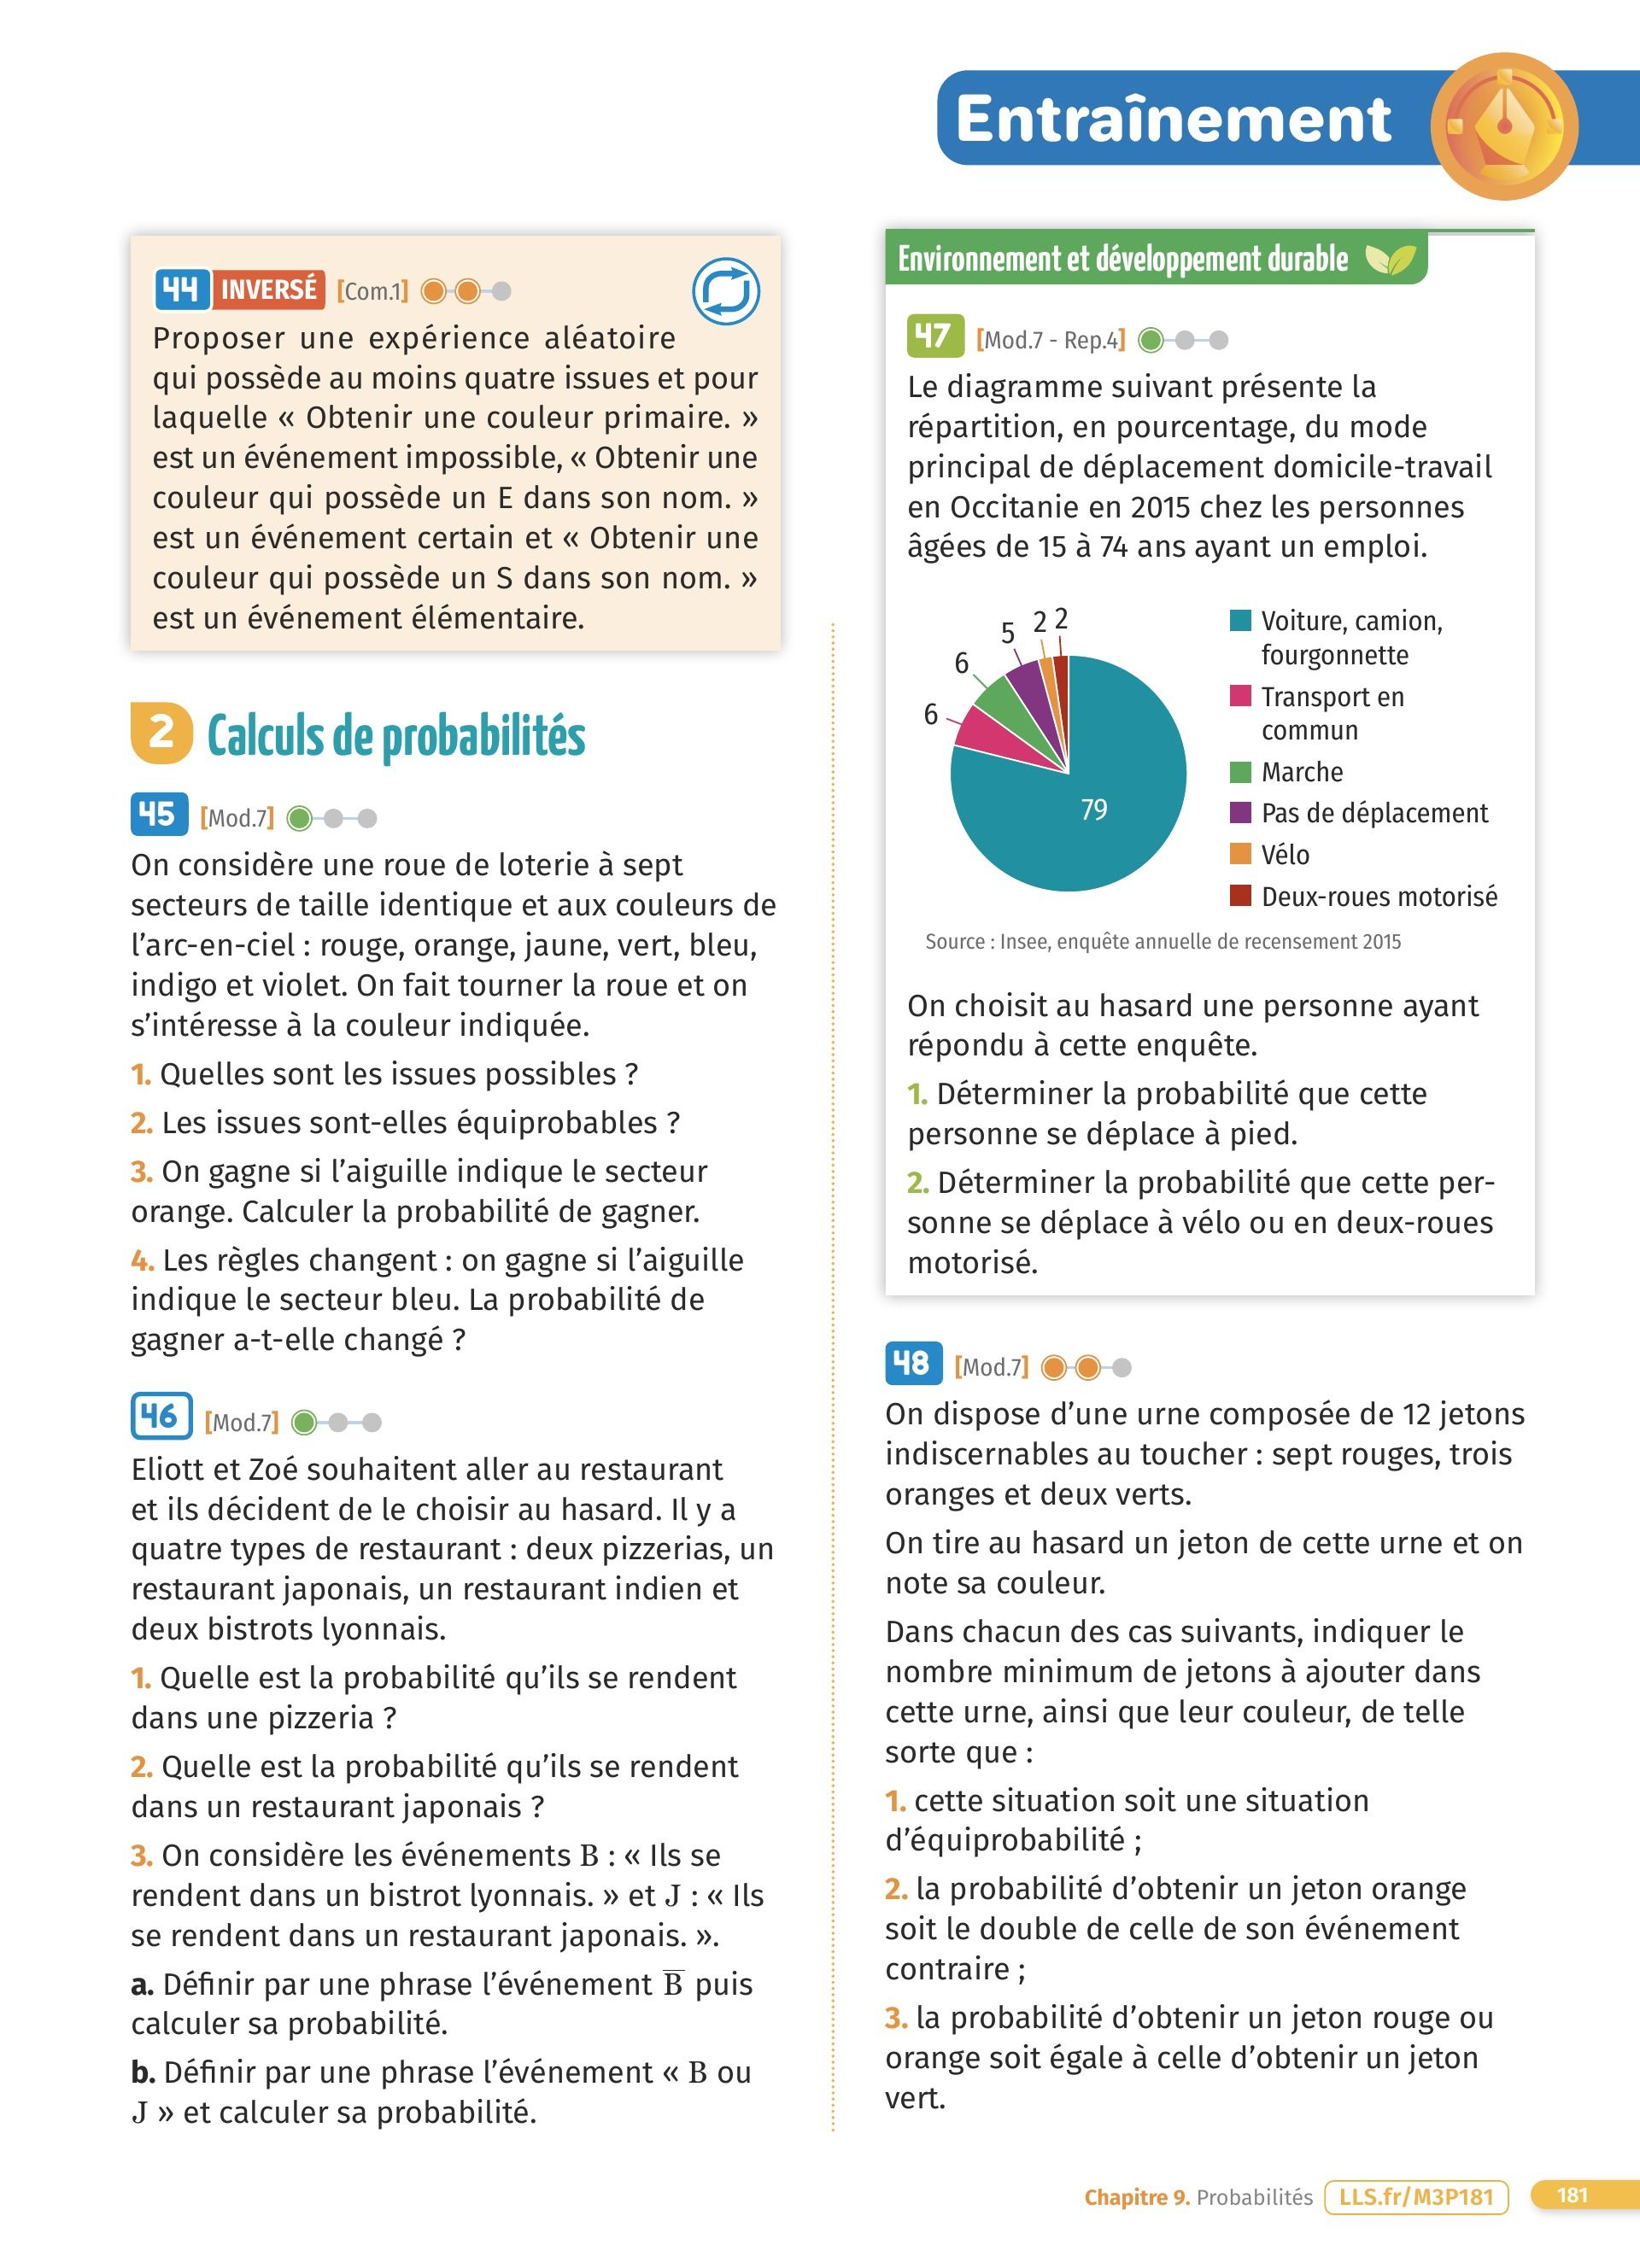 Entraînement
44 INVERSÉ [Com.1]
Proposer une expérience aléatoire
qui possède au moins quatre issues et pour
laquelle « Obtenir une couleur primaire. »
est un événement impossible, « Obtenir une
couleur qui possède un E dans son nom. »
est un événement certain et « Obtenir une
couleur qui possède un S dans son nom. »
est un événement élémentaire.
2 Calculs de probabilités
45 [Mod.7]
On considère une roue de loterie à sept
secteurs de taille identique et aux couleurs de
l’arc-en-ciel : rouge, orange, jaune, vert, bleu,
indigo et violet. On fait tourner la roue et on
s’intéresse à la couleur indiquée.
1. Quelles sont les issues possibles ?
2. Les issues sont-elles équiprobables ?
3. On gagne si l’aiguille indique le secteur
orange. Calculer la probabilité de gagner.
4. Les règles changent : on gagne si l’aiguille
indique le secteur bleu. La probabilité de
gagner a-t-elle changé ?
46 [Mod.7]
Eliott et Zoé souhaitent aller au restaurant
et ils décident de le choisir au hasard. Il y a
quatre types de restaurant : deux pizzerias, un
restaurant japonais, un restaurant indien et
deux bistrots lyonnais.
1. Quelle est la probabilité qu’ils se rendent
dans une pizzeria ?
2. Quelle est la probabilité qu’ils se rendent
dans un restaurant japonais ?
3. On considère les événements B : « Ils se
rendent dans un bistrot lyonnais. » et J : « Ils
se rendent dans un restaurant japonais. ».
a. Définir par une phrase l’événement B̅ puis
calculer sa probabilité.
b. Définir par une phrase l’événement « B ou
J » et calculer sa probabilité.
Environnement et développement durable
47 [Mod.7 - Rep.4]
Le diagramme suivant présente la
répartition, en pourcentage, du mode
principal de déplacement domicile-travail
en Occitanie en 2015 chez les personnes
âgées de 15 à 74 ans ayant un emploi.
6
6
5
2
2
79
Voiture, camion,
fourgonnette
Transport en
commun
Marche
Pas de déplacement
Vélo
Deux-roues motorisé
Source : Insee, enquête annuelle de recensement 2015
On choisit au hasard une personne ayant
répondu à cette enquête.
1. Déterminer la probabilité que cette
personne se déplace à pied.
2. Déterminer la probabilité que cette per-
sonne se déplace à vélo ou en deux-roues
motorisé.
48 [Mod.7]
On dispose d’une urne composée de 12 jetons
indiscernables au toucher : sept rouges, trois
oranges et deux verts.
On tire au hasard un jeton de cette urne et on
note sa couleur.
Dans chacun des cas suivants, indiquer le
nombre minimum de jetons à ajouter dans
cette urne, ainsi que leur couleur, de telle
sorte que :
1. cette situation soit une situation
d’équiprobabilité ;
2. la probabilité d’obtenir un jeton orange
soit le double de celle de son événement
contraire ;
3. la probabilité d’obtenir un jeton rouge ou
orange soit égale à celle d’obtenir un jeton
vert.
Chapitre 9. Probabilités LLS.fr/M3P181 181